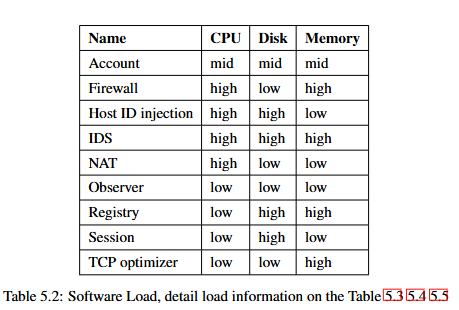 Name CPU Disk Memory
Account mid mid mid
Firewall high low high
Host ID injection high high low
IDS high high high
NAT high low low
Observer low low low
Registry low high high
Session low high low
TCP optimizer low low high
Table 5.2: Software Load, detail load information on the Table 5.3 5.4 5.5